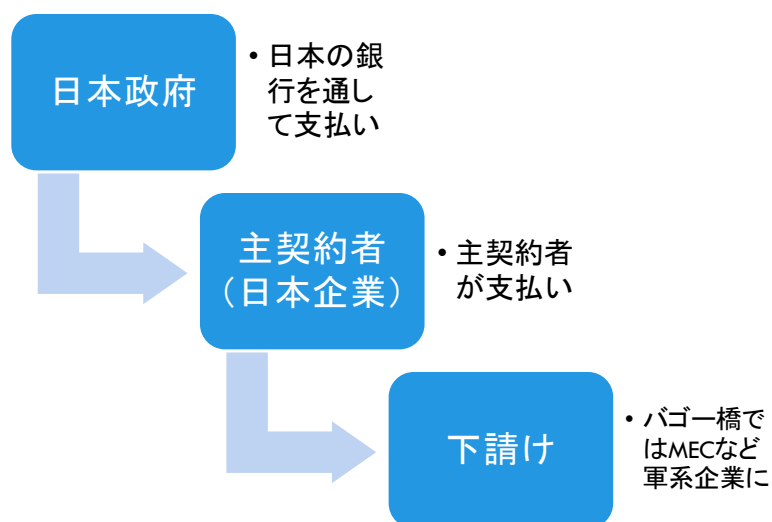 日本政府
• 日本の銀
行を通し
て支払い
主契約者
（日本企業）
• 主契約者
が支払い
下請け
• バゴー橋で
はMECなど
軍系企業に